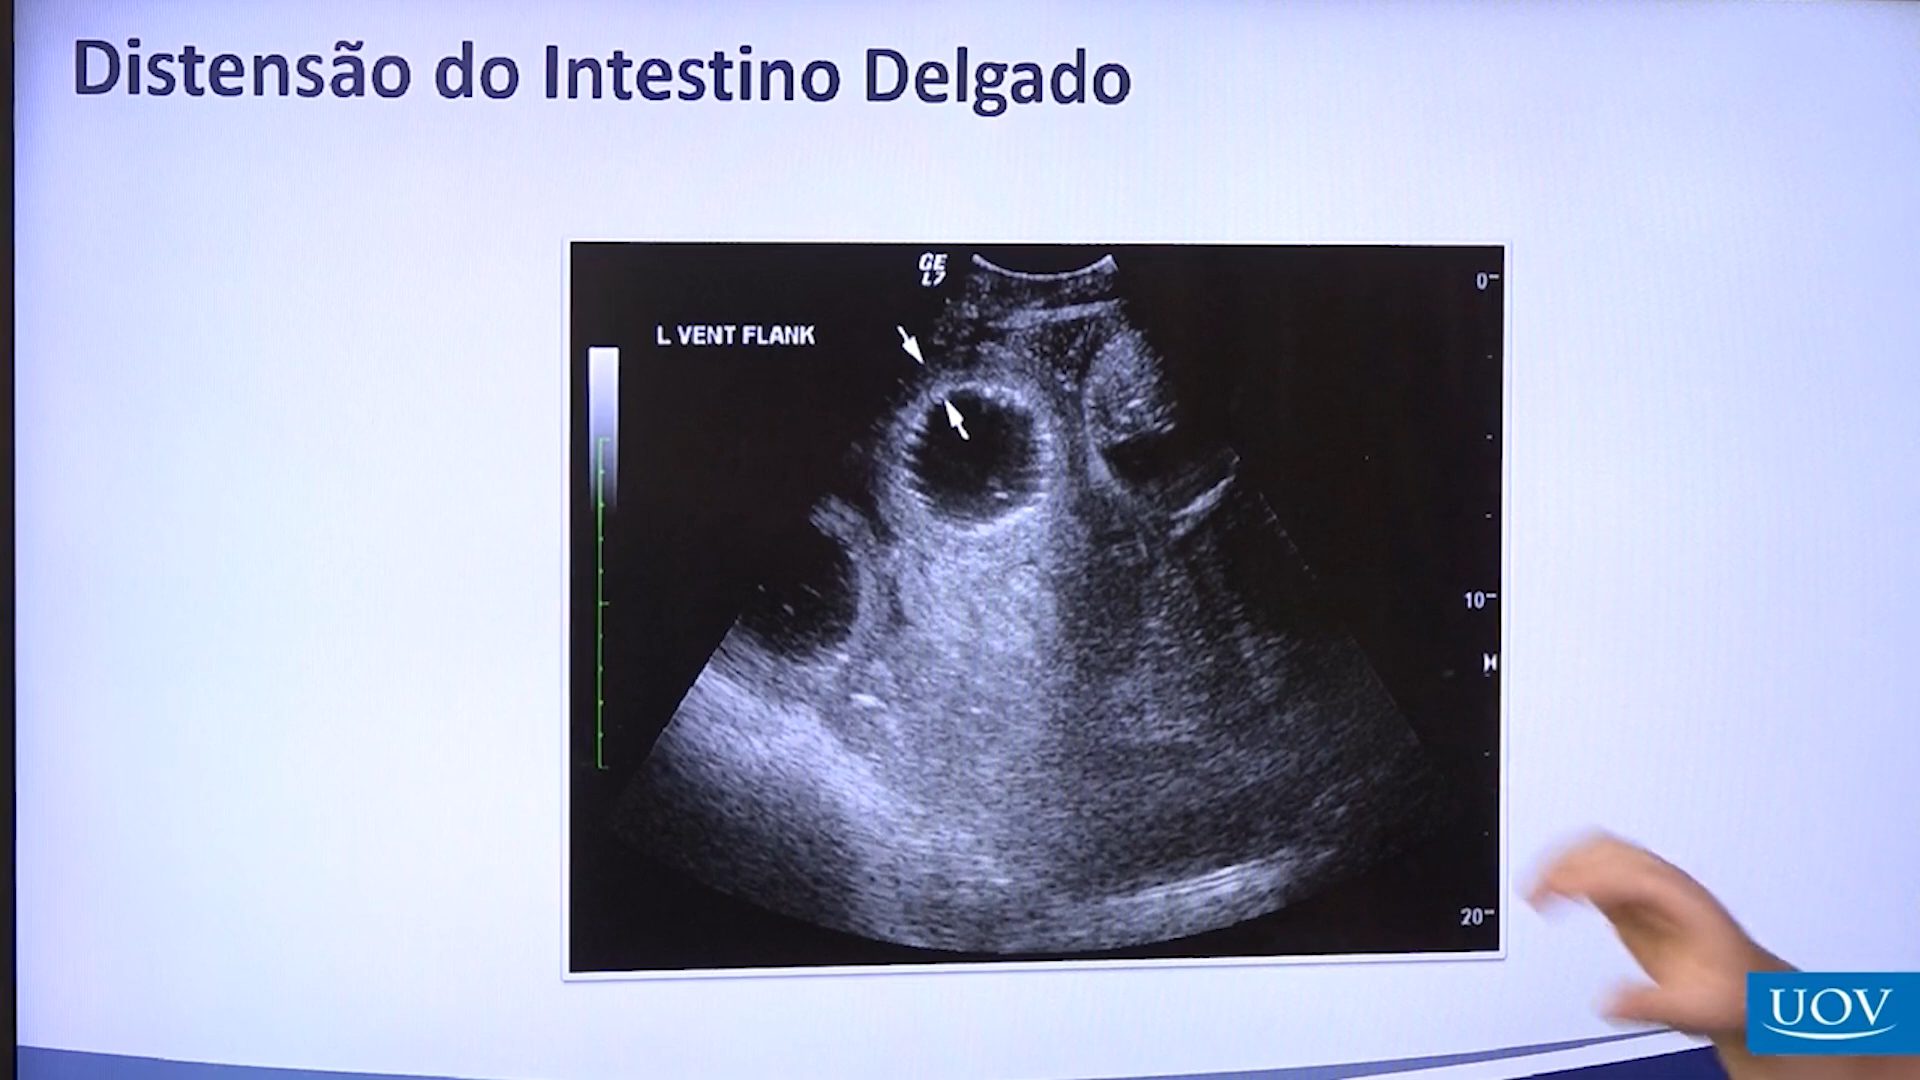 Distensão do Intestino Delgado
GE
L7
L VENT FLANK
0
10
20
UOV